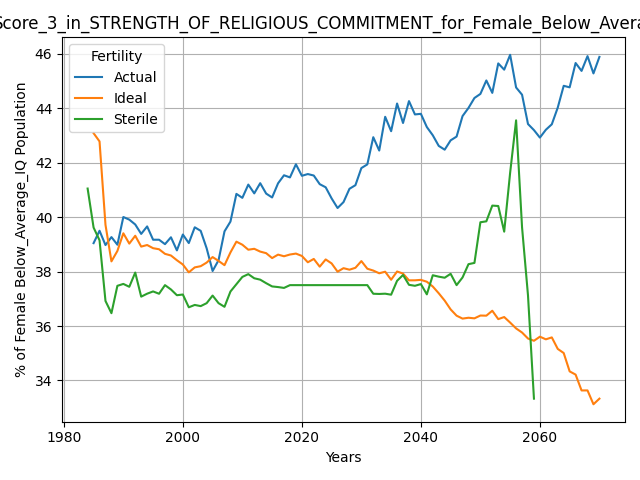 Score_3_in_STRENGTH_OF_RELIGIOUS_COMMITMENT_for_Female_Below_Avera
Fertility
Actual
Ideal
Sterile
% of Female Below_Average_IQ Population
46
44
42
40
38
36
34
1980
2000
2020
2040
2060
Years